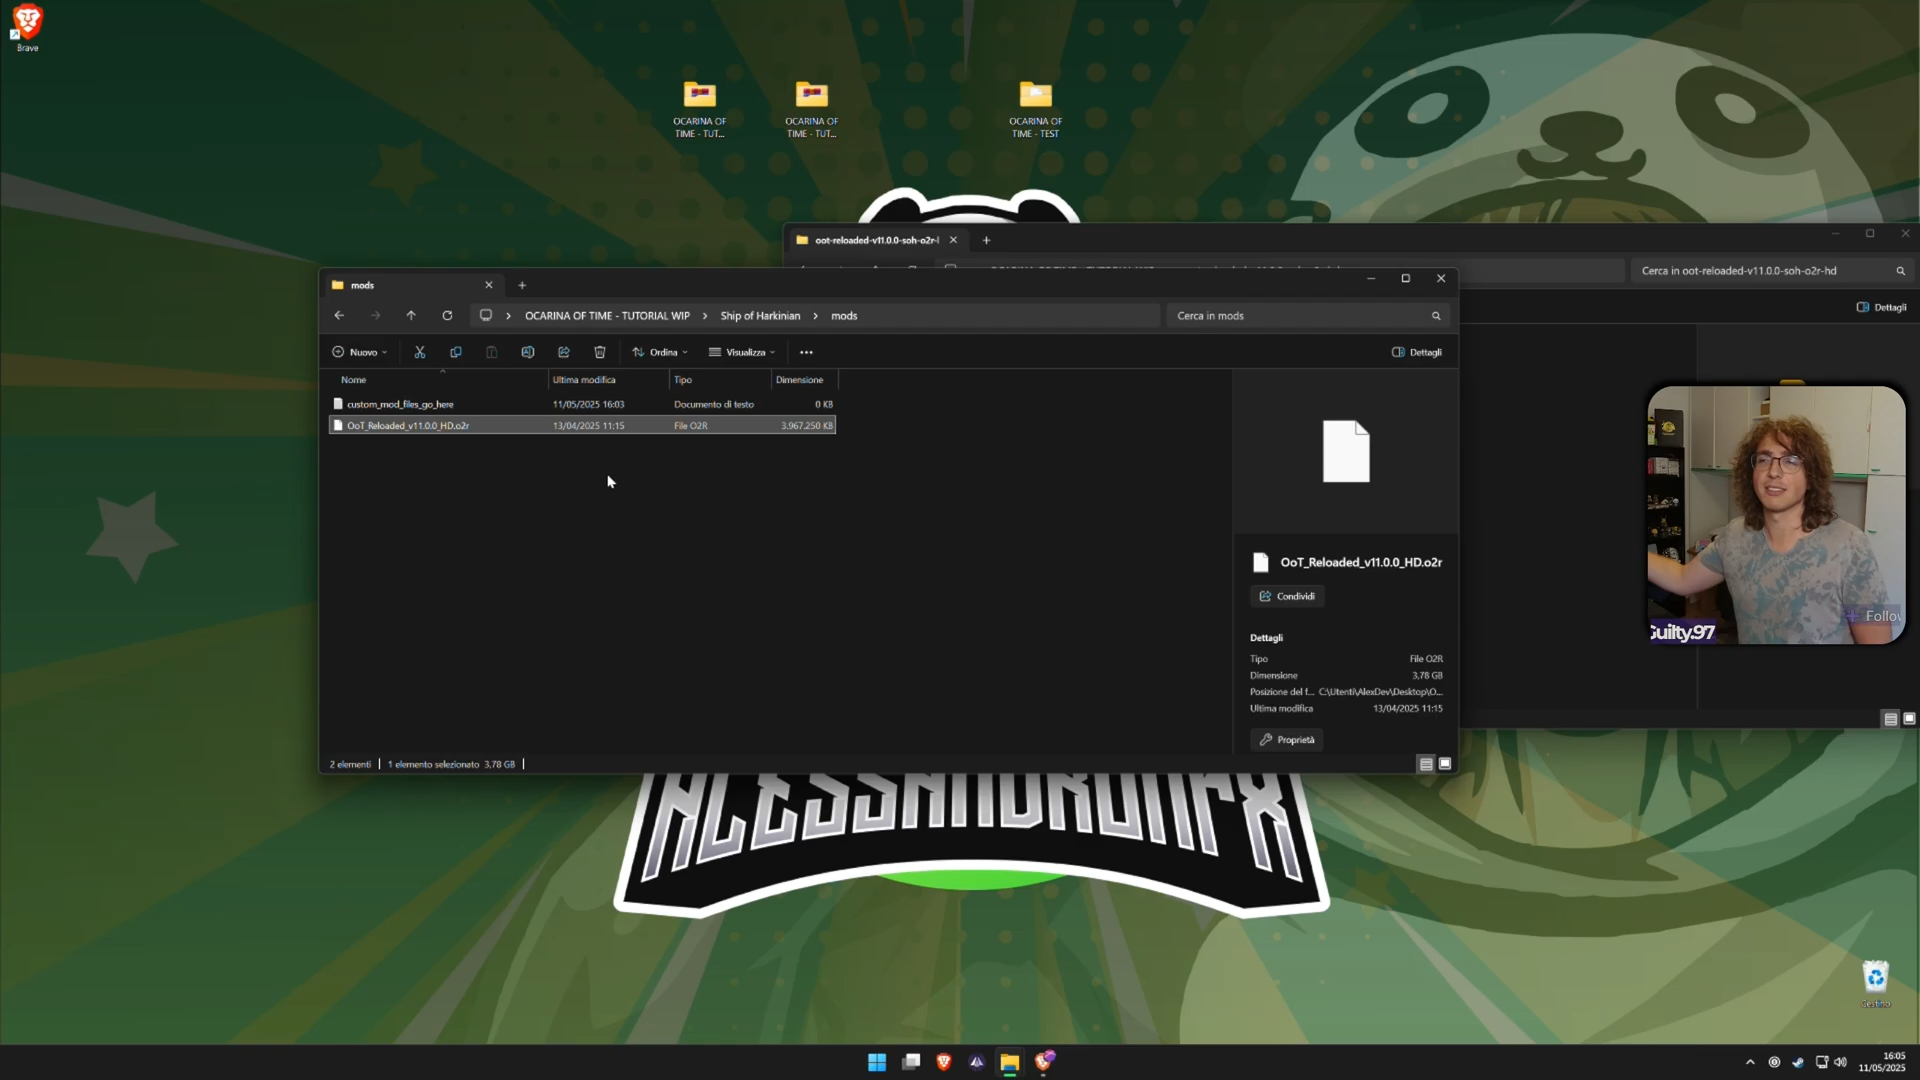 Brave
OCARINA OF
TIME - TUT...
OCARINA OF
TIME - TUT...
OCARINA OF
TIME - TEST
oot-reloaded-v11.0.0-soh-o2r-l
Cerca in oot-reloaded-v11.0.0-soh-o2r-hd
Dettagli
mods
OCARINA OF TIME - TUTORIAL WIP > Ship of Harkinian > mods
Cerca in mods
Nuovo
Ordina
Visualizza
Dettagli
Nome Ultima modifica Tipo Dimensione
custom_mod_files_go_here 11/05/2025 16:03 Documento di testo 0 KB
OoT_Reloaded_v11.0.0_HD.o2r 13/04/2025 11:15 File O2R 3.967.250 KB
OoT_Reloaded_v11.0.0_HD.o2r
Condividi
Dettagli
Tipo File O2R
Dimensione 3,78 GB
Posizione del f... C:\Utenti\AlexDev\Desktop\O...
Ultima modifica 13/04/2025 11:15
Proprietà
2 elementi 1 elemento selezionato 3,78 GB
+ Follo
Guilty.97
ALESSANDRONFX
Cestino
16:05
11/05/2025